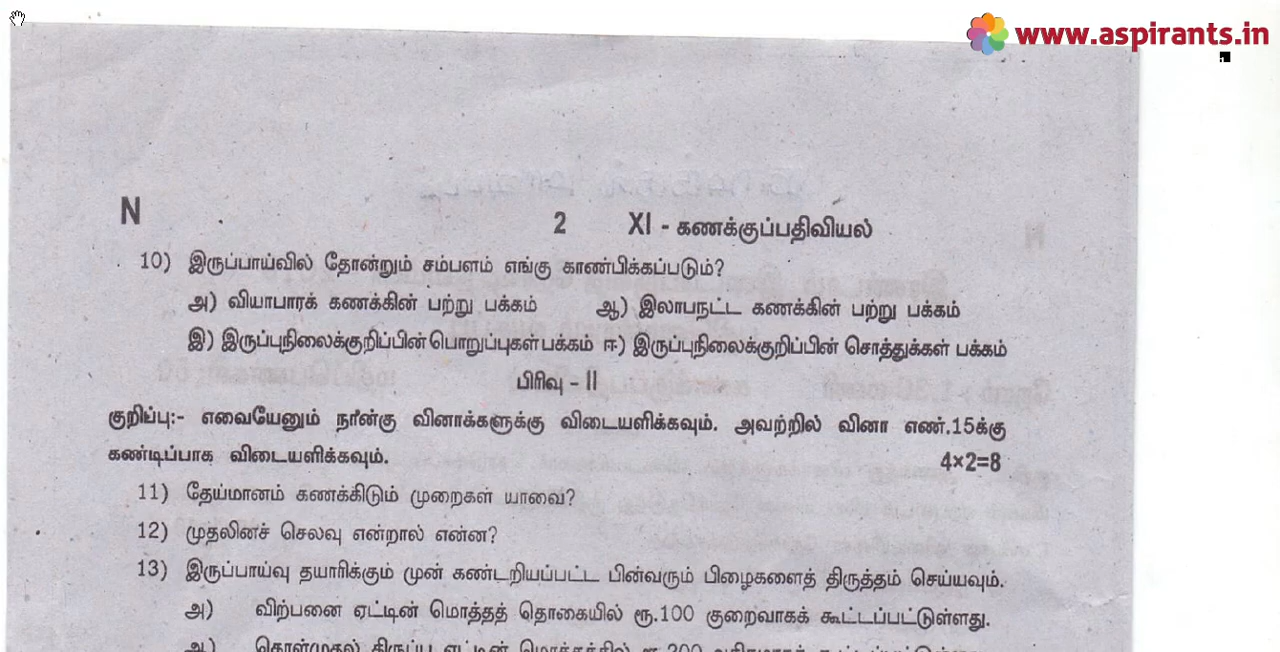 www.aspirants.in
N 2 XI - கணக்குப்பதிவியல்
10) இருப்பாய்வில் தோன்றும் சம்பளம் எங்கு காண்பிக்கப்படும்?
அ) வியாபாரக் கணக்கின் பற்று பக்கம் ஆ) இலாபநட்ட கணக்கின் பற்று பக்கம்
இ) இருப்புநிலைக்குறிப்பின் பொறுப்புகள் பக்கம் ஈ) இருப்புநிலைக்குறிப்பின் சொத்துக்கள் பக்கம்
பிரிவு - II
குறிப்பு:- எவையேனும் நான்கு வினாக்களுக்கு விடையளிக்கவும். அவற்றில் வினா எண்.15க்கு
கண்டிப்பாக விடையளிக்கவும். 4×2=8
11) தேய்மானம் கணக்கிடும் முறைகள் யாவை?
12) முதலினச் செலவு என்றால் என்ன?
13) இருப்பாய்வு தயாரிக்கும் முன் கண்டறியப்பட்ட பின்வரும் பிழைகளைத் திருத்தம் செய்யவும்.
அ) விற்பனை ஏட்டின் மொத்தத் தொகையில் ரூ.100 குறைவாகக் கூட்டப்பட்டுள்ளது.